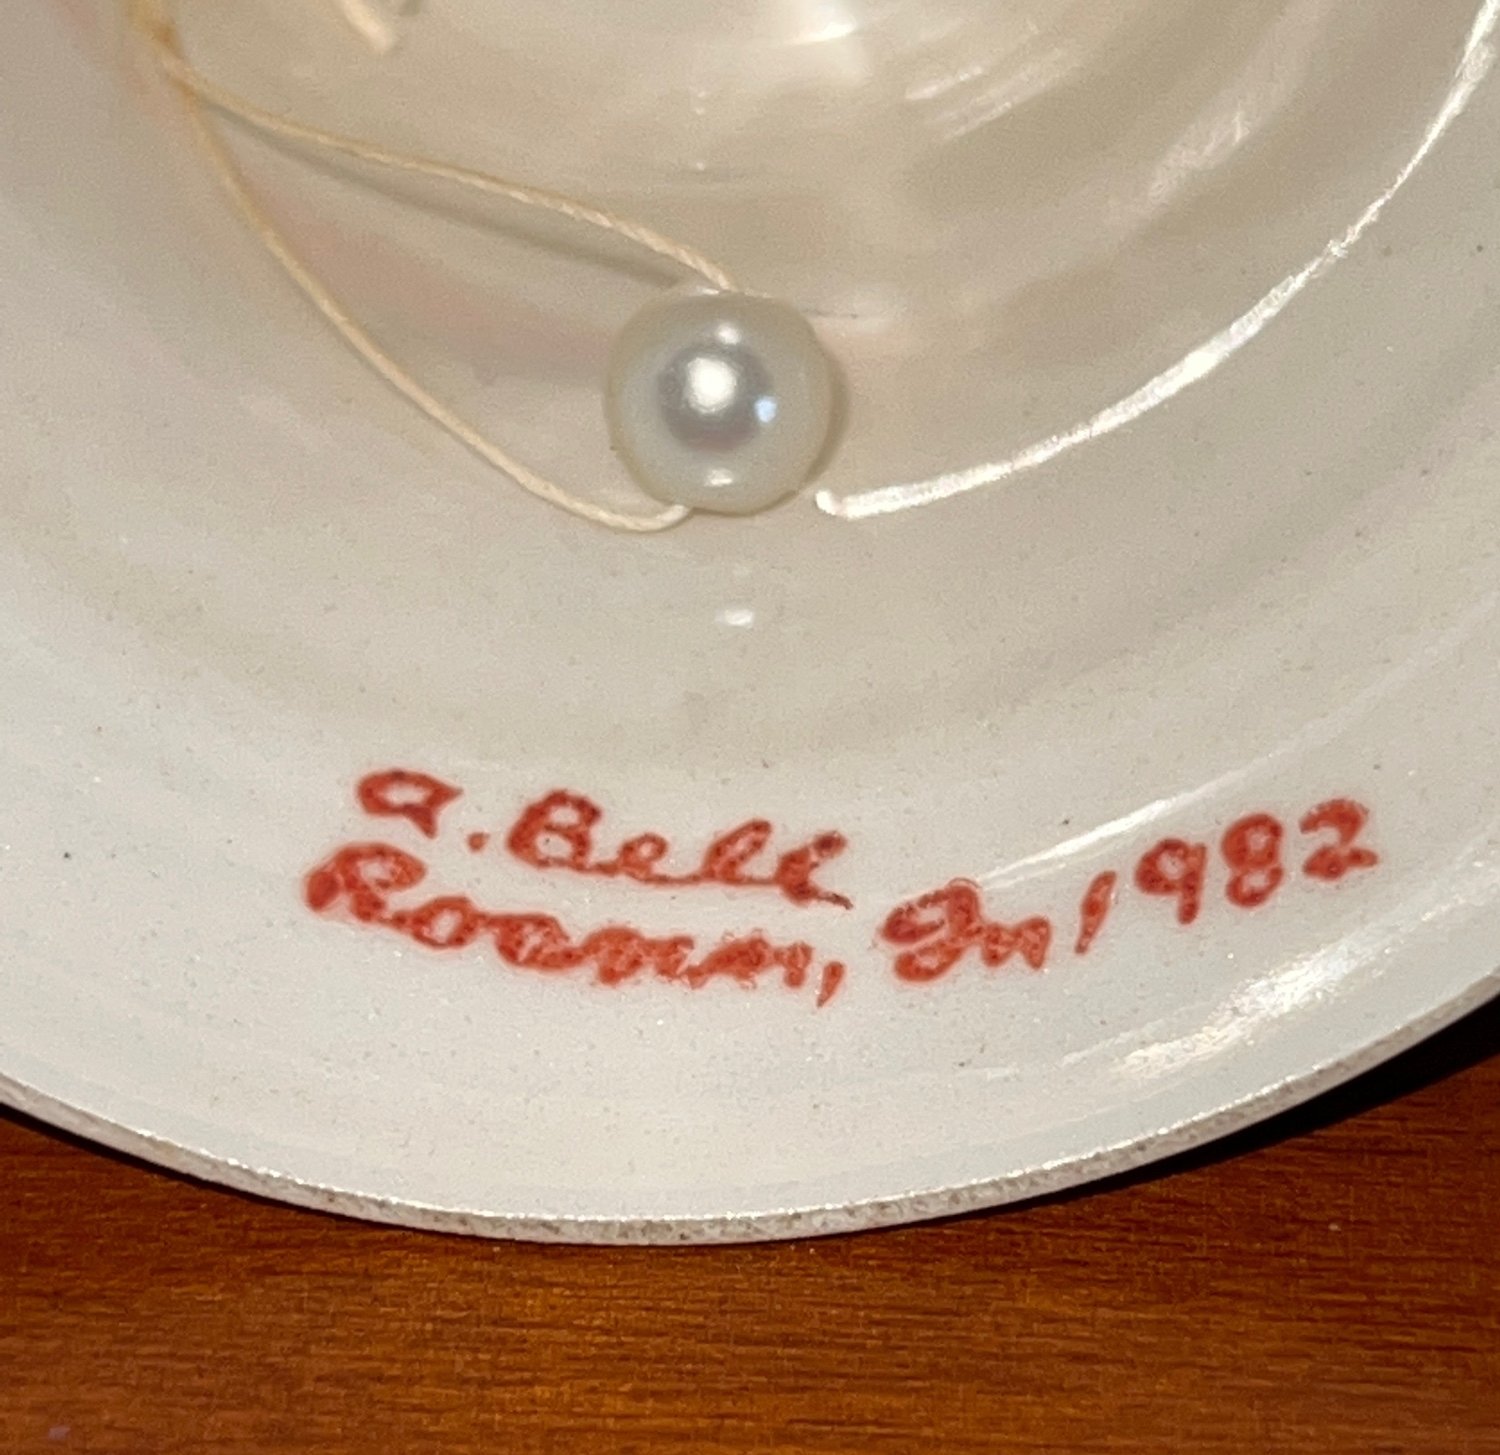 a. Bell
Roann, In 1982